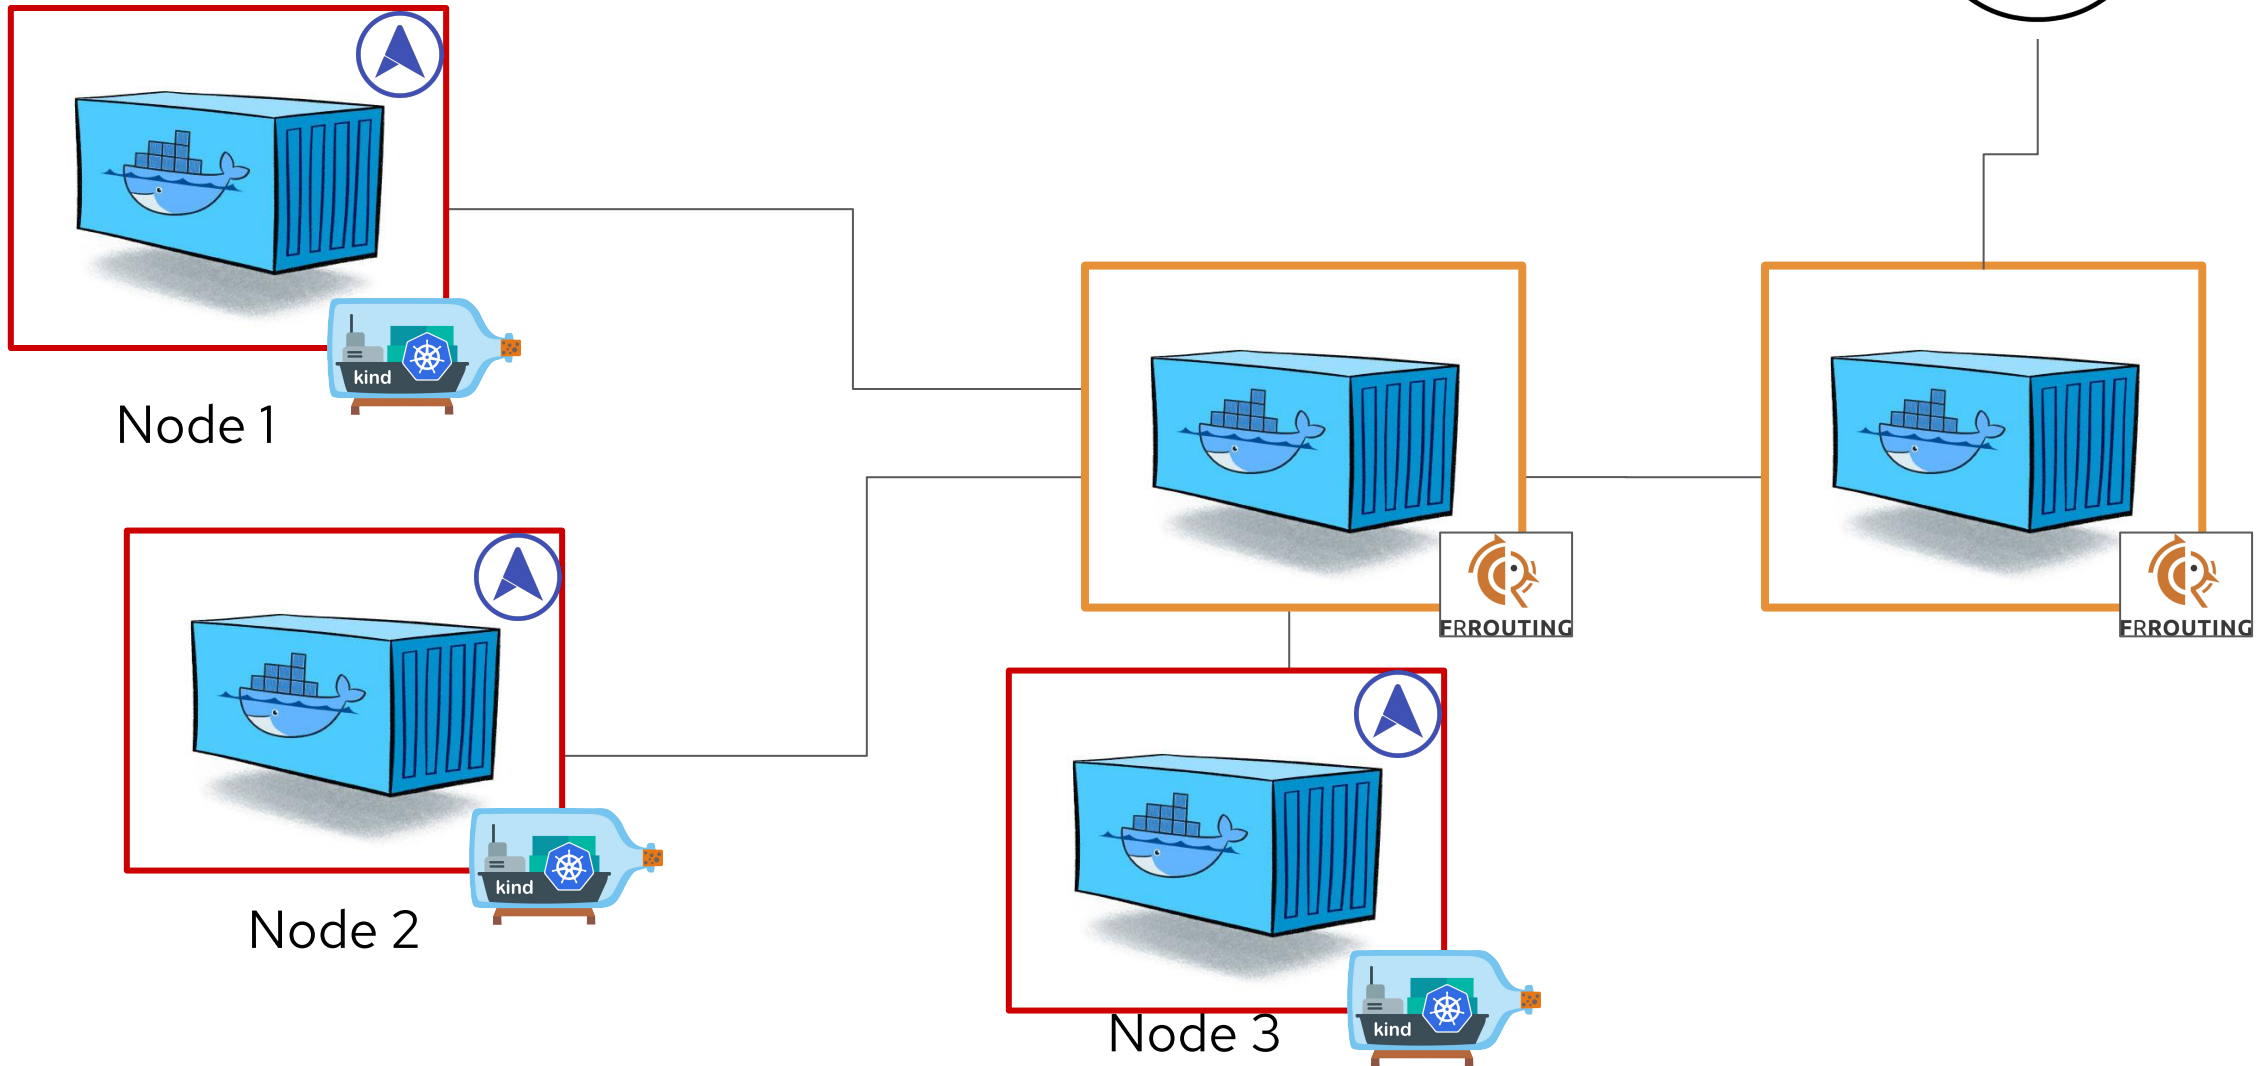 kind
Node 1
FRROUTING
FRROUTING
kind
Node 2
kind
Node 3